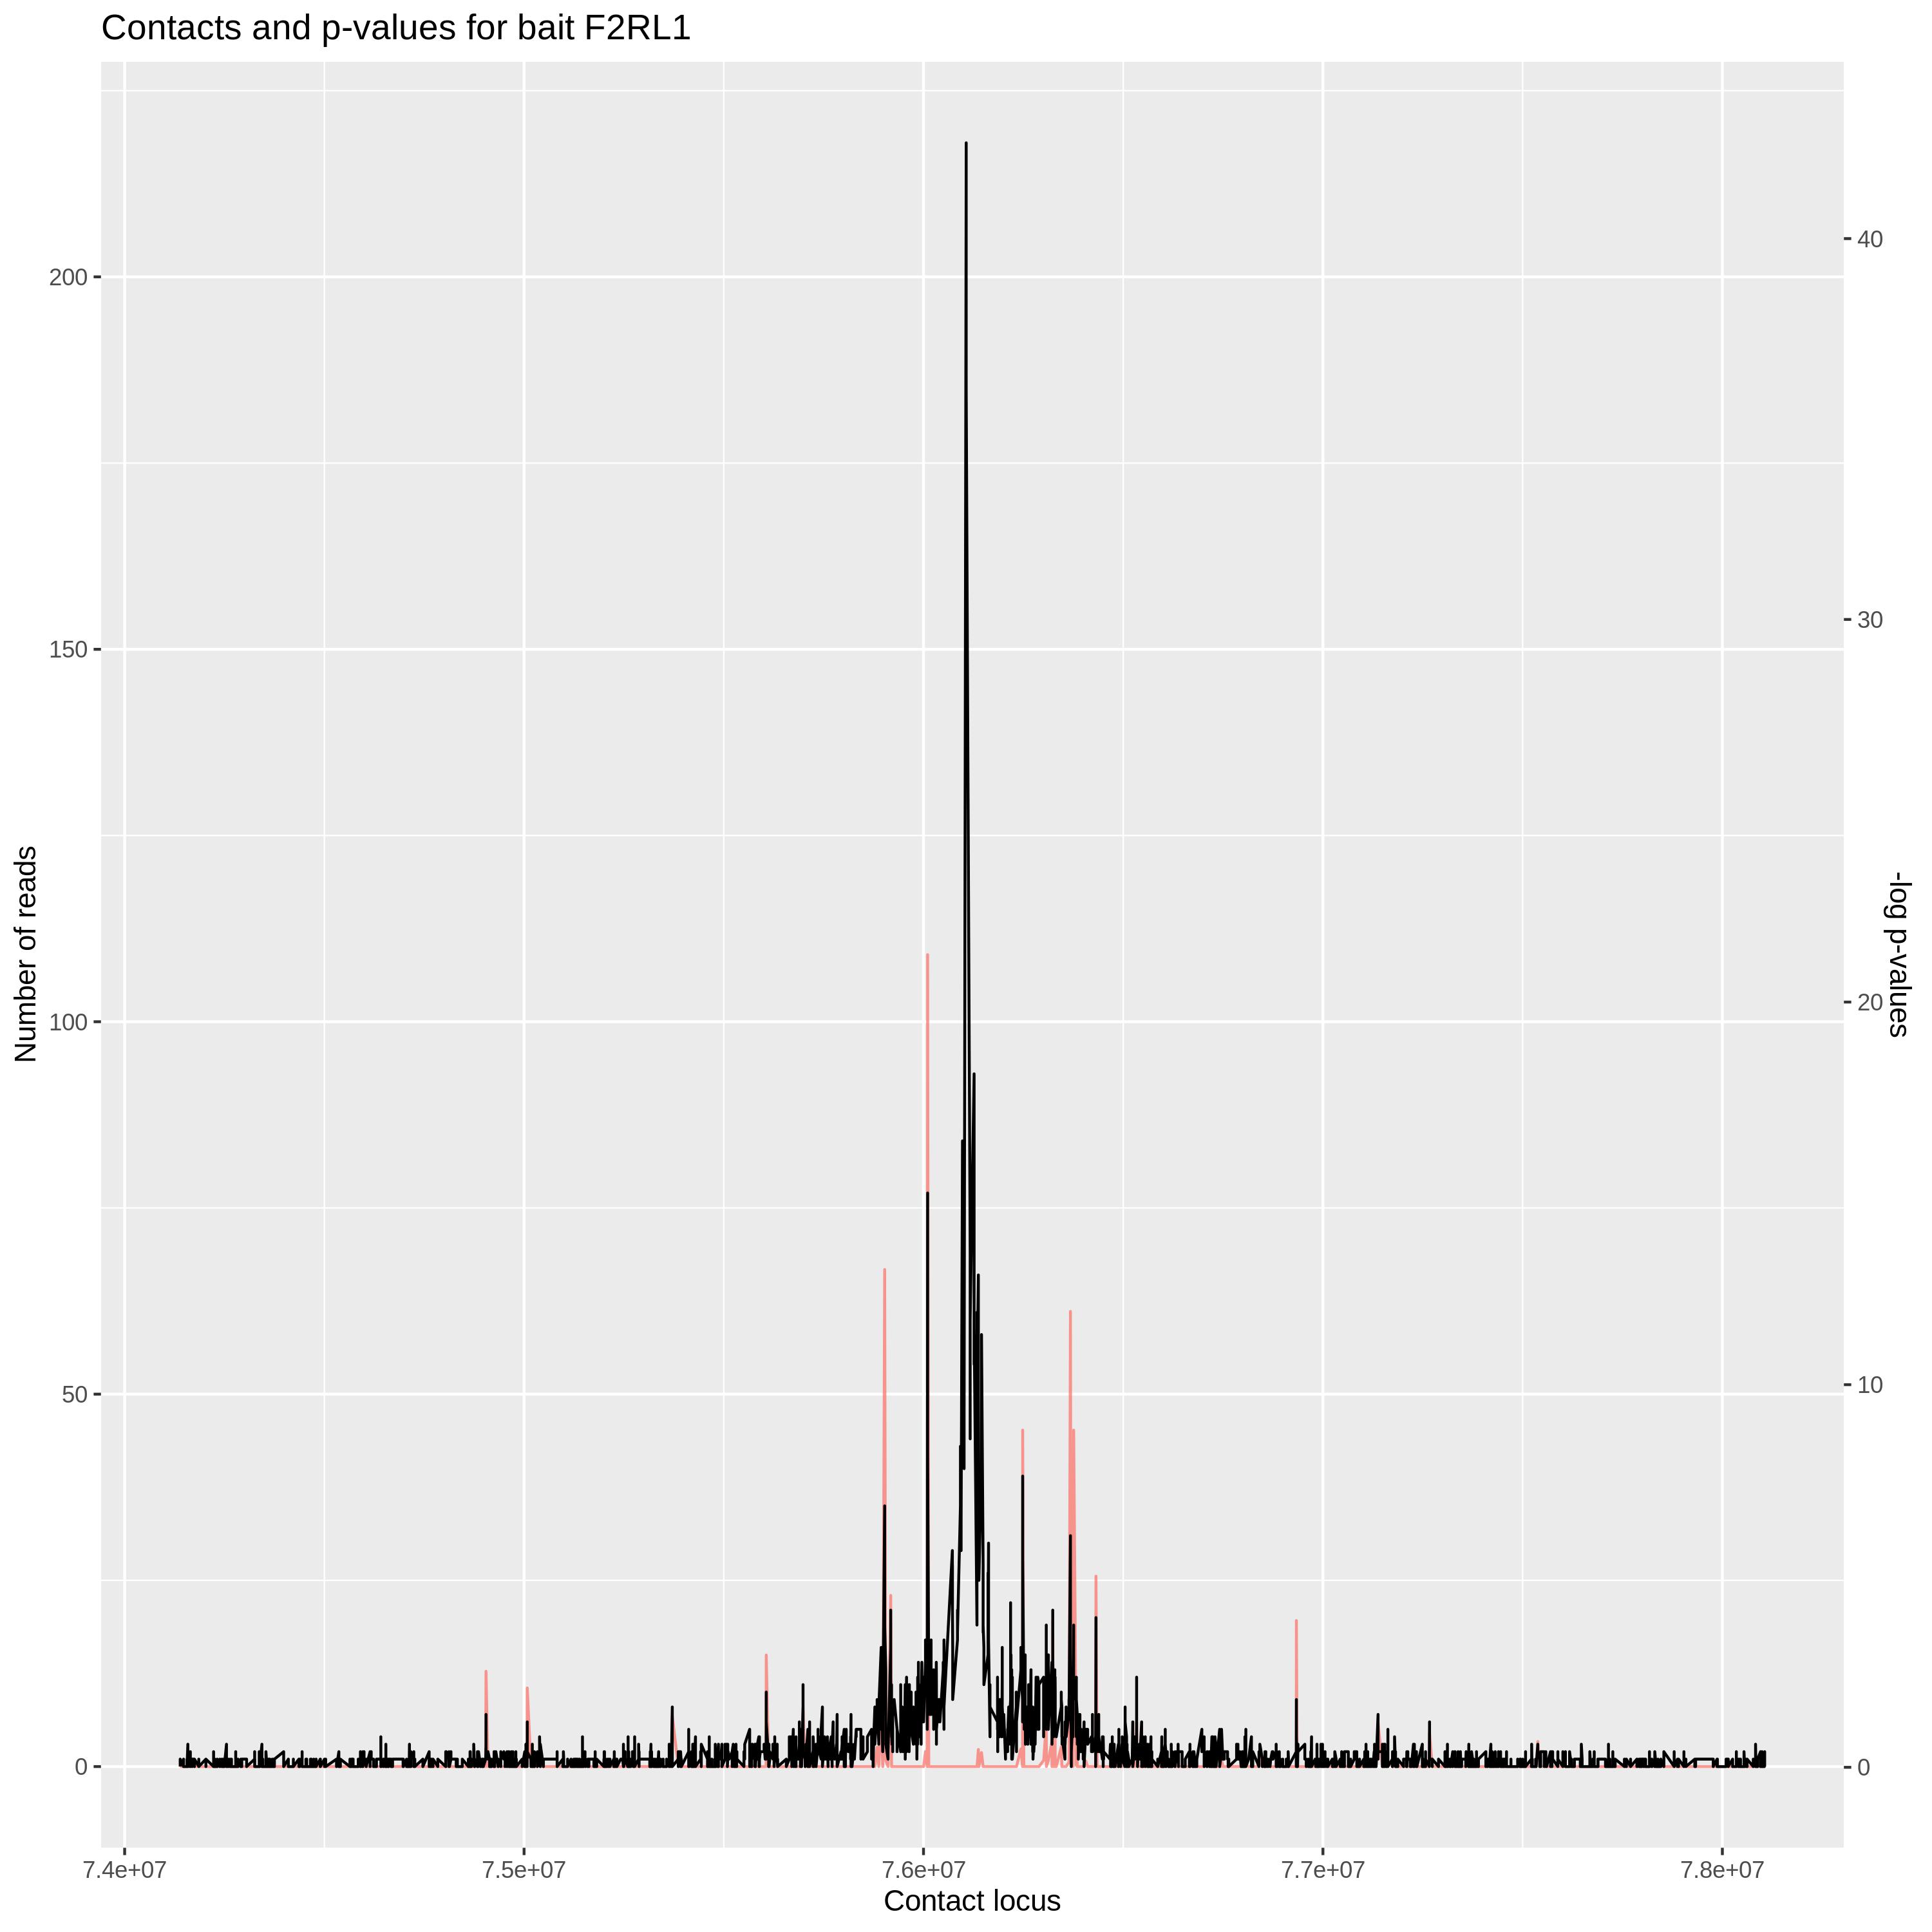 Contacts and p-values for bait F2RL1
Number of reads
200
150
100
50
0
40
30
20
10
0
-log p-values
7.4e+07 7.5e+07 7.6e+07 7.7e+07 7.8e+07
Contact locus